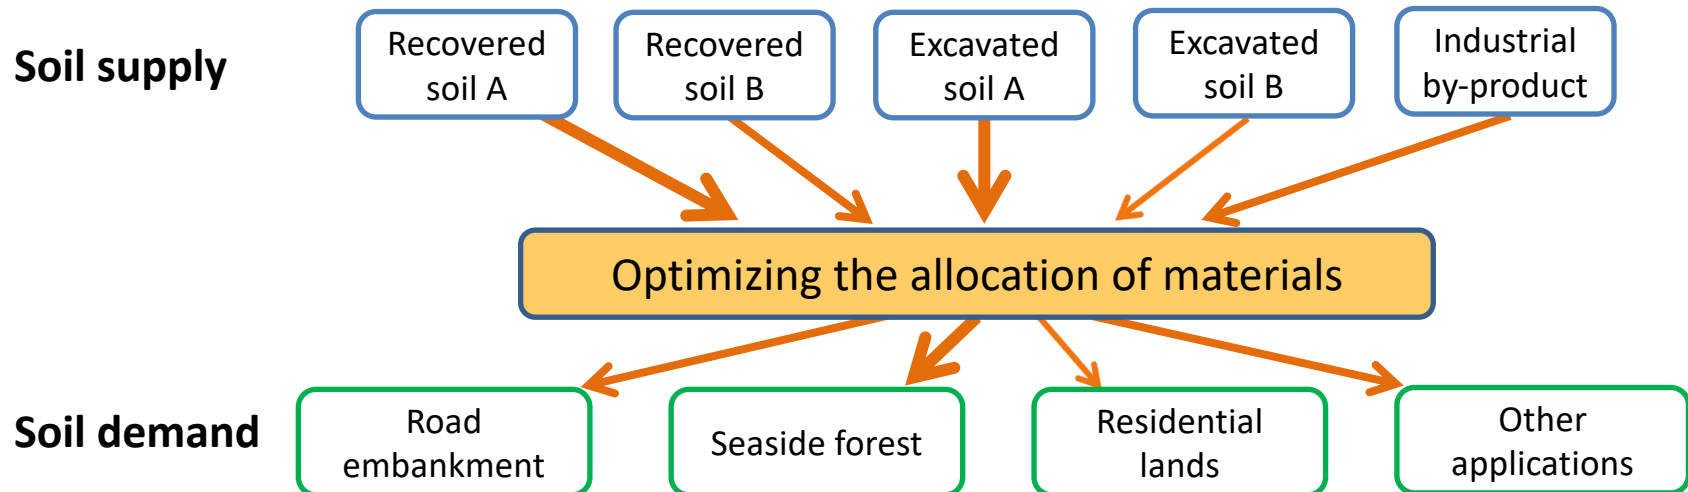 Soil supply
Recovered
soil A
Recovered
soil B
Excavated
soil A
Excavated
soil B
Industrial
by-product
Optimizing the allocation of materials
Soil demand
Road
embankment
Seaside forest
Residential
lands
Other
applications